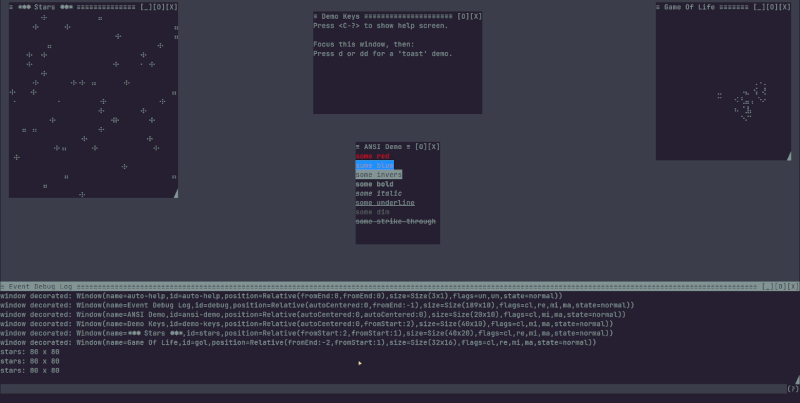 ≡ *** Stars *** ≡≡≡≡≡≡≡≡≡≡≡≡≡≡ [_][O][X]
≡ Demo Keys ≡≡≡≡≡≡≡≡≡≡≡≡≡≡≡≡≡≡≡≡≡ [O][X]
Press <C-?> to show help screen.
Focus this window, then:
Press d or dd for a 'toast' demo.
≡ Game Of Life ≡≡≡≡≡≡≡ [_][O][X]
≡ ANSI Demo ≡ [O][X]
some red
some blue
some invers
some bold
some italic
some underline
some dim
some strike-through
≡ Event Debug Log ≡≡≡≡≡≡≡≡≡≡≡≡≡≡≡≡≡≡≡≡ [_][O][X]
window decorated: Window(name=auto-help,id=auto-help,position=Relative(fromEnd:0,fromEnd:0),size=Size(3x1),flags=un,un,state=normal))
window decorated: Window(name=Event Debug Log,id=debug,position=Relative(autoCentered:0,fromEnd:-1),size=Size(189x10),flags=cl,re,mi,ma,state=normal))
window decorated: Window(name=ANSI Demo,id=ansi-demo,position=Relative(autoCentered:0,autoCentered:0),size=Size(20x10),flags=cl,ma,state=normal))
window decorated: Window(name=Demo Keys,id=demo-keys,position=Relative(autoCentered:0,fromStart:2),size=Size(40x10),flags=cl,ma,state=normal))
window decorated: Window(name=*** Stars ***,id=stars,position=Relative(fromStart:2,fromStart:1),size=Size(40x20),flags=cl,re,mi,ma,state=normal))
window decorated: Window(name=Game Of Life,id=gol,position=Relative(fromEnd:-2,fromStart:1),size=Size(32x16),flags=cl,re,mi,ma,state=normal))
stars: 80 x 80
stars: 80 x 80
stars: 80 x 80
(?)